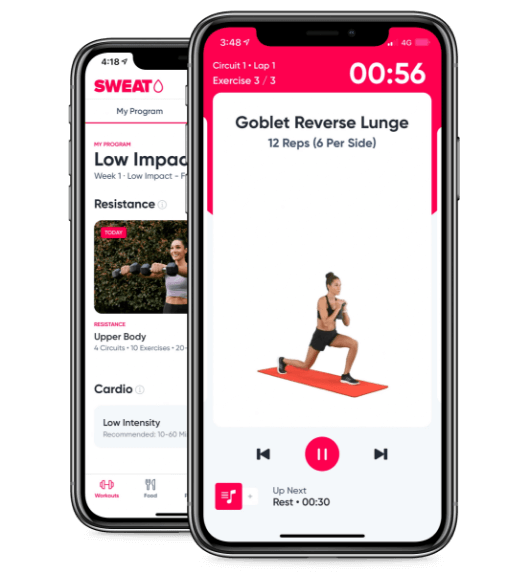 4:18
SWEAT
My Program
MY PROGRAM
Low Impac
Week 1 · Low Impact - F
Resistance
TODAY
RESISTANCE
Upper Body
4 Circuits • 10 Exercises • 20-
Cardio
Low Intensity
Recommended: 10-60 Mi
Workouts
Food
3:48
4G
Circuit 1 • Lap 1
Exercise 3 / 3
00:56
Goblet Reverse Lunge
12 Reps (6 Per Side)
Up Next
Rest • 00:30